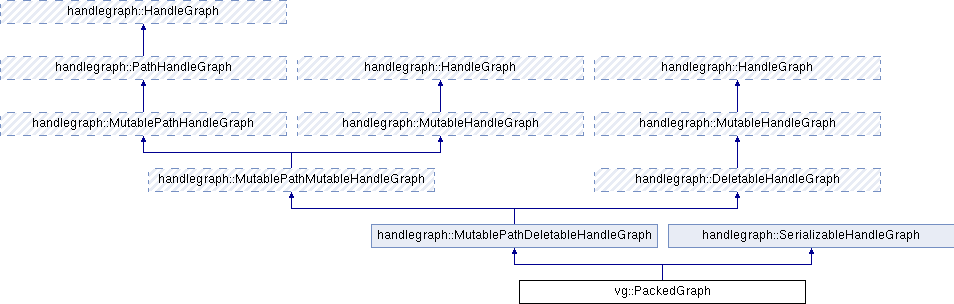 handlegraph::HandleGraph
handlegraph::PathHandleGraph
handlegraph::HandleGraph
handlegraph::HandleGraph
handlegraph::MutablePathHandleGraph
handlegraph::MutableHandleGraph
handlegraph::MutableHandleGraph
handlegraph::MutablePathMutableHandleGraph
handlegraph::DeletableHandleGraph
handlegraph::MutablePathDeletableHandleGraph
handlegraph::SerializableHandleGraph
vg::PackedGraph